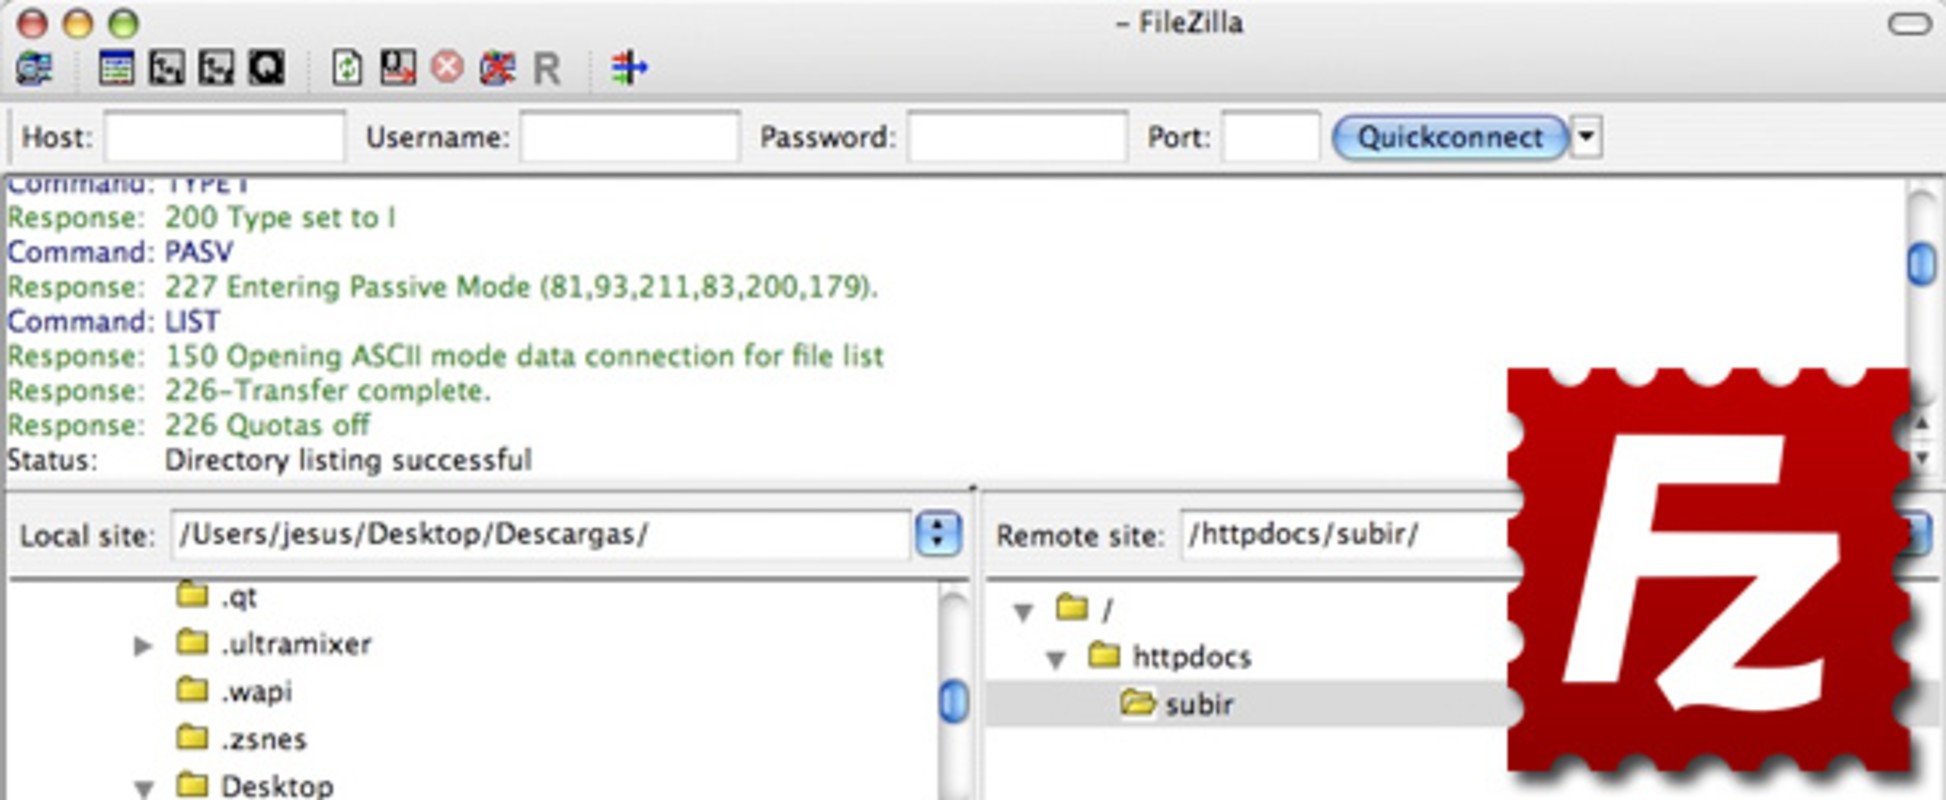 – FileZilla
Host: Username: Password: Port: Quickconnect
Command: TYPE I
Response: 200 Type set to I
Command: PASV
Response: 227 Entering Passive Mode (81,93,211,83,200,179).
Command: LIST
Response: 150 Opening ASCII mode data connection for file list
Response: 226-Transfer complete.
Response: 226 Quotas off
Status: Directory listing successful
Local site: /Users/jesus/Desktop/Descargas/
Remote site: /httpdocs/subir/
.qt
.ultramixer
.wapi
.zsnes
Desktop
/
httpdocs
subir
Fz